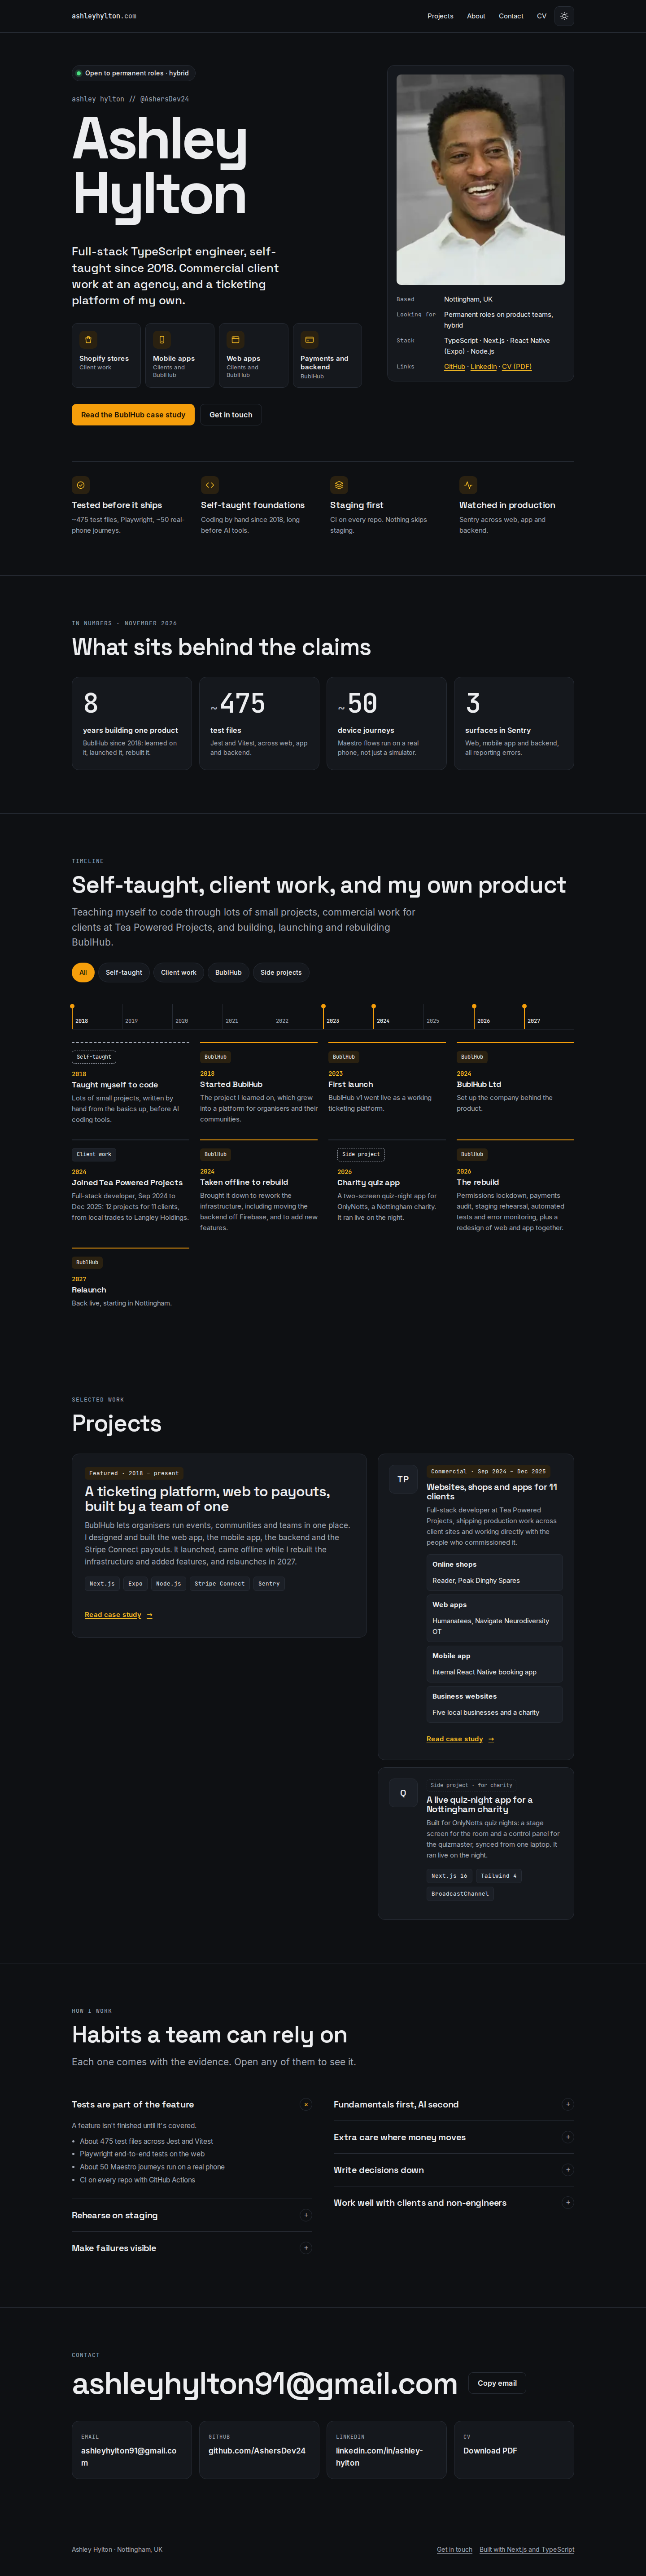 ashleyhylton.com
Projects
About
Contact
CV
Open to permanent roles · hybrid
ashley hylton // @AshersDev24
Ashley
Hylton
Full-stack TypeScript engineer, self-
taught since 2018. Commercial client
work at an agency, and a ticketing
platform of my own.
Shopify stores
Client work
Mobile apps
Clients and
BublHub
Web apps
Clients and
BublHub
Payments and
backend
BublHub
Read the BublHub case study
Get in touch
Based
Nottingham, UK
Looking for
Permanent roles on product teams,
hybrid
Stack
TypeScript · Next.js · React Native
(Expo) · Node.js
Links
GitHub · LinkedIn · CV (PDF)
Tested before it ships
~475 test files, Playwright, ~50 real-
phone journeys.
Self-taught foundations
Coding by hand since 2018, long
before AI tools.
Staging first
CI on every repo. Nothing skips
staging.
Watched in production
Sentry across web, app and
backend.
IN NUMBERS · NOVEMBER 2026
What sits behind the claims
8
years building one product
BublHub since 2018: learned on
it, launched it, rebuilt it.
~475
test files
Jest and Vitest, across web, app
and backend.
~50
device journeys
Maestro flows run on a real
phone, not just a simulator.
3
surfaces in Sentry
Web, mobile app and backend,
all reporting errors.
TIMELINE
Self-taught, client work, and my own product
Teaching myself to code through lots of small projects, commercial work for
clients at Tea Powered Projects, and building, launching and rebuilding
BublHub.
All
Self-taught
Client work
BublHub
Side projects
2018
2019
2020
2021
2022
2023
2024
2025
2026
2027
Self-taught
2018
Taught myself to code
Lots of small projects, written by
hand from the basics up, before AI
coding tools.
BublHub
2018
Started BublHub
The project I learned on, which grew
into a platform for organisers and their
communities.
BublHub
2023
First launch
BublHub v1 went live as a working
ticketing platform.
BublHub
2024
BublHub Ltd
Set up the company behind the
product.
Client work
2024
Joined Tea Powered Projects
Full-stack developer, Sep 2024 to
Dec 2025: 12 projects for 11 clients,
from local trades to Langley Holdings.
BublHub
2024
Taken offline to rebuild
Brought it down to rework the
infrastructure, including moving the
backend off Firebase, and to add new
features.
Side project
2026
Charity quiz app
A two-screen quiz-night app for
OnlyNotts, a Nottingham charity.
It ran live on the night.
BublHub
2026
The rebuild
Permissions lockdown, payments
audit, staging rehearsal, automated
tests and error monitoring, plus a
redesign of web and app together.
BublHub
2027
Relaunch
Back live, starting in Nottingham.
SELECTED WORK
Projects
Featured · 2018 – present
A ticketing platform, web to payouts,
built by a team of one
BublHub lets organisers run events, communities and teams in one place.
I designed and built the web app, the mobile app, the backend and the
Stripe Connect payouts. It launched, came offline while I rebuilt the
infrastructure and added features, and relaunches in 2027.
Next.js
Expo
Node.js
Stripe Connect
Sentry
Read case study →
TP
Commercial · Sep 2024 – Dec 2025
Websites, shops and apps for 11
clients
Full-stack developer at Tea Powered
Projects, shipping production work across
client sites and working directly with the
people who commissioned it.
Online shops
Reader, Peak Dinghy Spares
Web apps
Humanatees, Navigate Neurodiversity
OT
Mobile app
Internal React Native booking app
Business websites
Five local businesses and a charity
Read case study →
Q
Side project · for charity
A live quiz-night app for a
Nottingham charity
Built for OnlyNotts quiz nights: a stage
screen for the room and a control panel for
the quizmaster, synced from one laptop. It
ran live on the night.
Next.js 16
Tailwind 4
BroadcastChannel
HOW I WORK
Habits a team can rely on
Each one comes with the evidence. Open any of them to see it.
Tests are part of the feature
A feature isn't finished until it's covered.
• About 475 test files across Jest and Vitest
• Playwright end-to-end tests on the web
• About 50 Maestro journeys run on a real phone
• CI on every repo with GitHub Actions
Rehearse on staging
+
Make failures visible
+
Fundamentals first, AI second
+
Extra care where money moves
+
Write decisions down
+
Work well with clients and non-engineers
+
CONTACT
ashleyhylton91@gmail.com
Copy email
EMAIL
ashleyhylton91@gmail.co
m
GITHUB
github.com/AshersDev24
LINKEDIN
linkedin.com/in/ashley-
hylton
CV
Download PDF
Ashley Hylton · Nottingham, UK
Get in touch
Built with Next.js and TypeScript